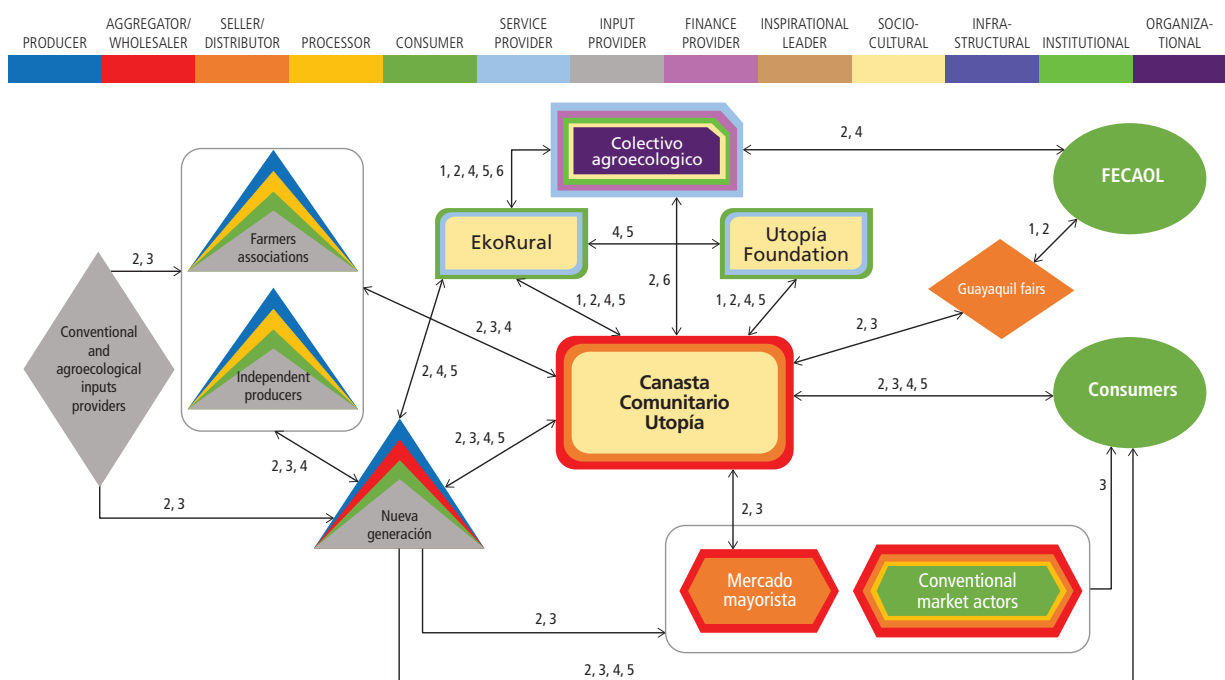 PRODUCER
AGGREGATOR/
WHOLESALER
SELLER/
DISTRIBUTOR
PROCESSOR
CONSUMER
SERVICE
PROVIDER
INPUT
PROVIDER
FINANCE
PROVIDER
INSPIRATIONAL
LEADER
SOCIO-
CULTURAL
INFRA-
STRUCTURAL
INSTITUTIONAL
ORGANIZA-
TIONAL
Colectivo
agroecologico
2, 4
FECAOL
1, 2, 4, 5, 6
EkoRural
4, 5
Utopía
Foundation
1, 2
Farmers
associations
2, 3
2, 6
Guayaquil fairs
1, 2, 4, 5
1, 2, 4, 5
2, 3
Conventional
and
agroecological
inputs
providers
Independent
producers
2, 3, 4
2, 4, 5
Canasta
Comunitario
Utopía
2, 3, 4, 5
Consumers
2, 3, 4
2, 3, 4, 5
2, 3
Nueva
generación
2, 3
3
Mercado
mayorista
Conventional
market actors
2, 3
2, 3, 4, 5